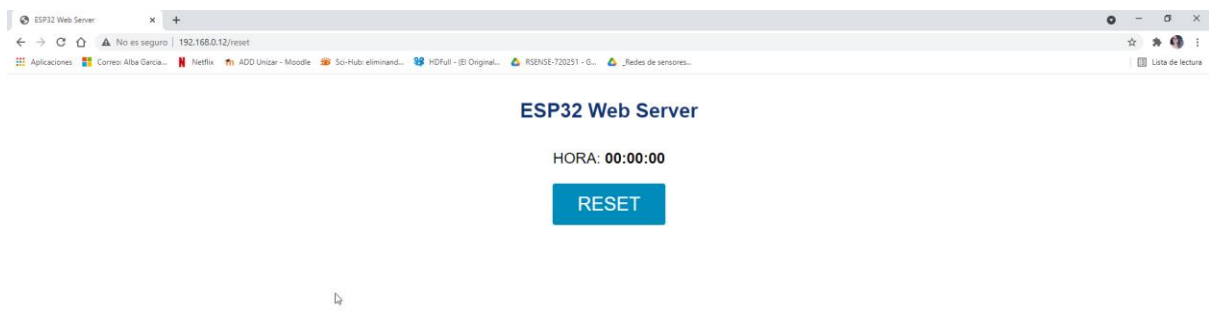 ESP32 Web Server
No es seguro | 192.168.0.12/reset
Aplicaciones Correo: Alba Garcia... Netflix ADD Unizar - Moodle Sci-Hub: eliminand... HDFull - (El Original... RSENSE-720251 - G... _Redes de sensores... Lista de lectura
ESP32 Web Server
HORA: 00:00:00
RESET